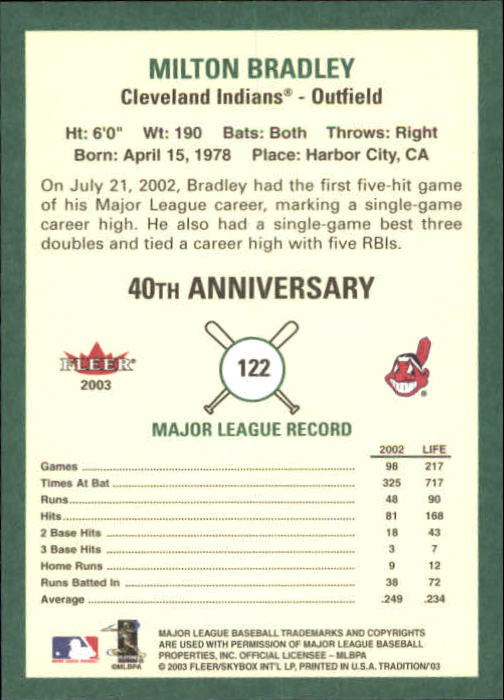 MILTON BRADLEY
Cleveland Indians® - Outfield
Ht: 6'0" Wt: 190 Bats: Both Throws: Right
Born: April 15, 1978 Place: Harbor City, CA
On July 21, 2002, Bradley had the first five-hit game
of his Major League career, marking a single-game
career high. He also had a single-game best three
doubles and tied a career high with five RBIs.
40TH ANNIVERSARY
FLEER
2003
122
MAJOR LEAGUE RECORD
2002 LIFE
Games 98 217
Times At Bat 325 717
Runs 48 90
Hits 81 168
2 Base Hits 18 43
3 Base Hits 3 7
Home Runs 9 12
Runs Batted In 38 72
Average .249 .234
©MLBPA
MAJOR LEAGUE BASEBALL TRADEMARKS AND COPYRIGHTS
ARE USED WITH PERMISSION OF MAJOR LEAGUE BASEBALL
PROPERTIES, INC. OFFICIAL LICENSEE – MLBPA
© 2003 FLEER/SKYBOX INT'L LP, PRINTED IN U.S.A. TRADITION'03